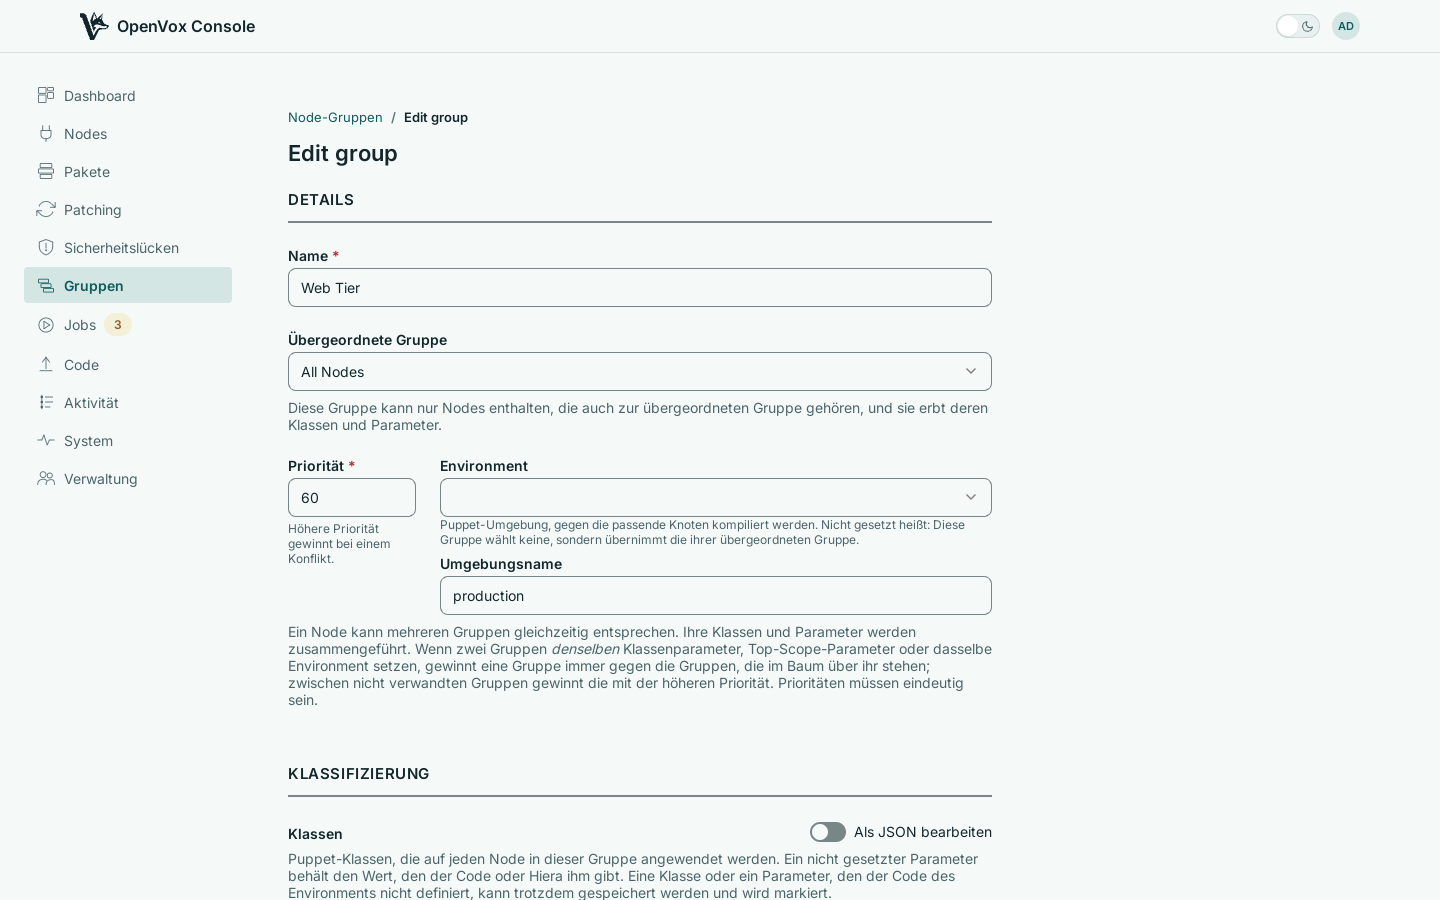 OpenVox Console
AD
Dashboard
Nodes
Pakete
Patching
Sicherheitslücken
Gruppen
Jobs 3
Code
Aktivität
System
Verwaltung
Node-Gruppen / Edit group
Edit group
DETAILS
Name *
Web Tier
Übergeordnete Gruppe
All Nodes
Diese Gruppe kann nur Nodes enthalten, die auch zur übergeordneten Gruppe gehören, und sie erbt deren
Klassen und Parameter.
Priorität *
60
Höhere Priorität
gewinnt bei einem
Konflikt.
Environment
Puppet-Umgebung, gegen die passende Knoten kompiliert werden. Nicht gesetzt heißt: Diese
Gruppe wählt keine, sondern übernimmt die ihrer übergeordneten Gruppe.
Umgebungsname
production
Ein Node kann mehreren Gruppen gleichzeitig entsprechen. Ihre Klassen und Parameter werden
zusammengeführt. Wenn zwei Gruppen denselben Klassenparameter, Top-Scope-Parameter oder dasselbe
Environment setzen, gewinnt eine Gruppe immer gegen die Gruppen, die im Baum über ihr stehen;
zwischen nicht verwandten Gruppen gewinnt die mit der höheren Priorität. Prioritäten müssen eindeutig
sein.
KLASSIFIZIERUNG
Klassen
Als JSON bearbeiten
Puppet-Klassen, die auf jeden Node in dieser Gruppe angewendet werden. Ein nicht gesetzter Parameter
behält den Wert, den der Code oder Hiera ihm gibt. Eine Klasse oder ein Parameter, den der Code des
Environments nicht definiert, kann trotzdem gespeichert werden und wird markiert.